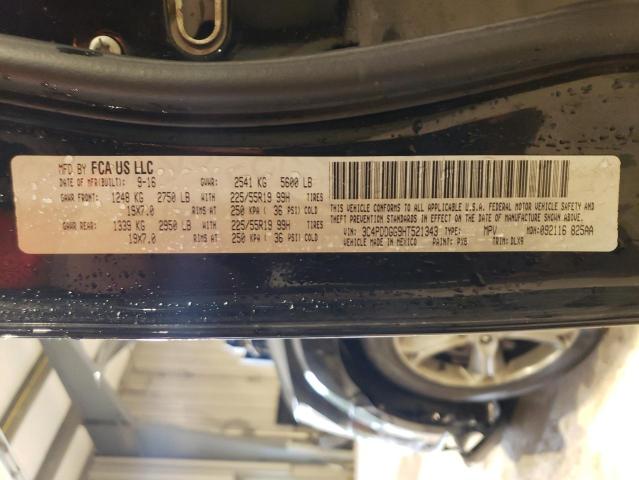 MFD BY FCA US LLC
DATE OF MFR(BUILT): 9-16 GVWR: 2541 KG 5600 LB
GAWR FRONT: 1248 KG 2750 LB WITH 225/55R19 99H TIRES
19X7.0 RIMS AT 250 KPA ( 36 PSI) COLD
GAWR REAR: 1339 KG 2950 LB WITH 225/55R19 99H TIRES
19X7.0 RIMS AT 250 KPA ( 36 PSI) COLD
THIS VEHICLE CONFORMS TO ALL APPLICABLE U.S.A. FEDERAL MOTOR VEHICLE SAFETY AND
THEFT PREVENTION STANDARDS IN EFFECT ON THE DATE OF MANUFACTURE SHOWN ABOVE.
VIN: 3C4PDDGG9HT521343 TYPE: MPV MDH: 092116 825AA
VEHICLE MADE IN MEXICO PAINT: PX8 TRIM: DLX9